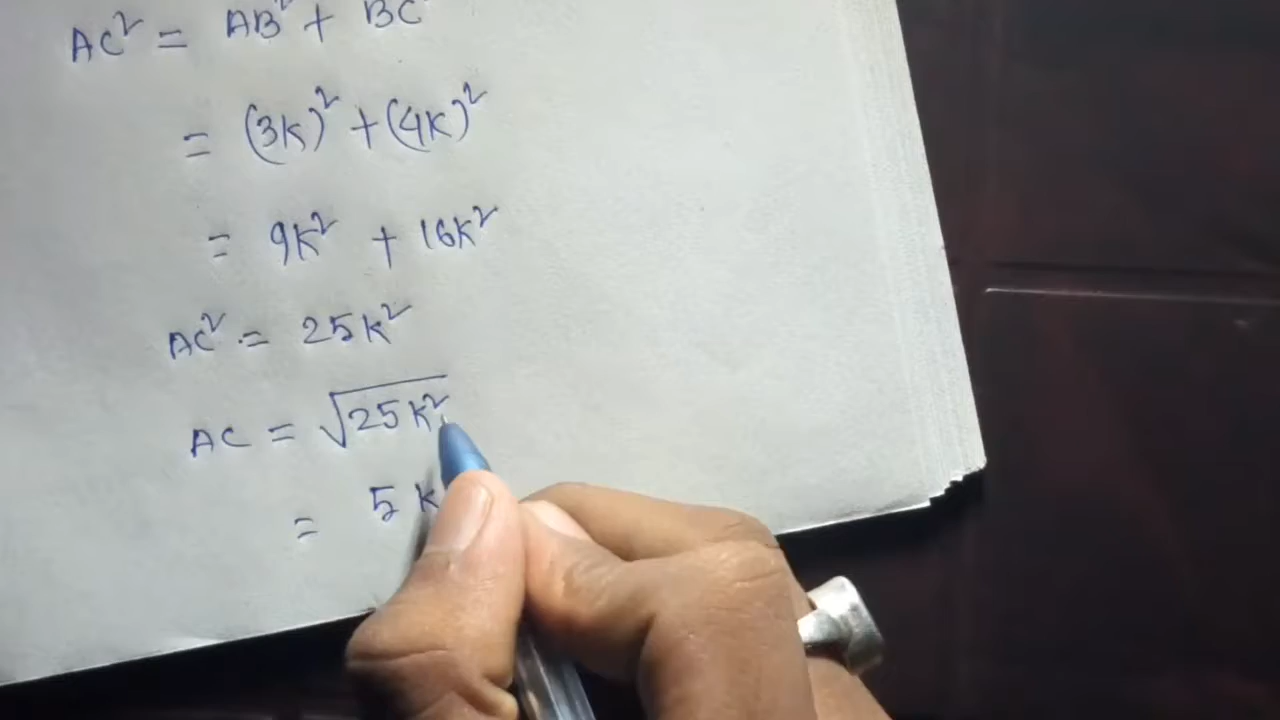 AC² = AB² + BC²
= (3K)² + (4K)²
= 9K² + 16K²
AC² = 25K²
AC = √25K²
= 5K